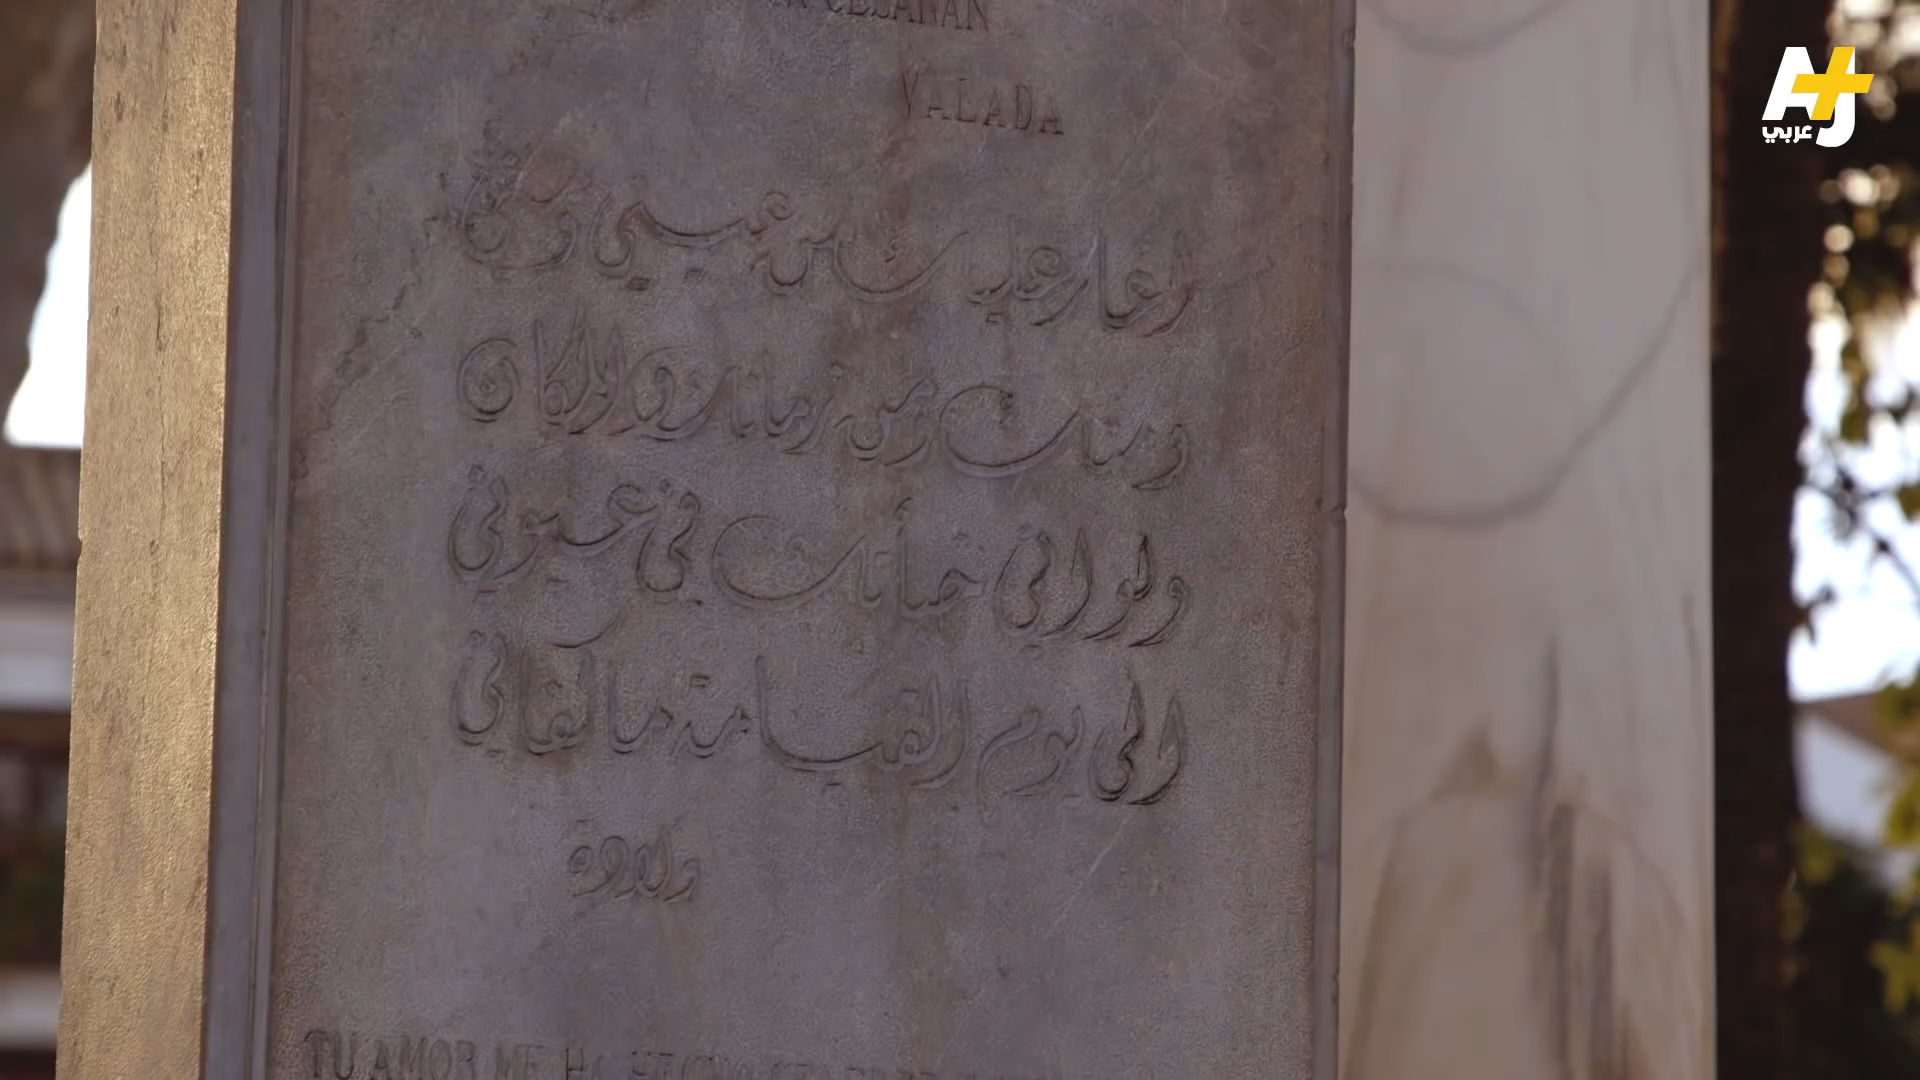 VALADA
اغار عليك من عيني ومني
ومنك ومن زمانك والمكان
ولو اني خبأتك في عيوني
الى يوم القيامة ما كفاني
ولادة
TU AMOR ME HA
عربي